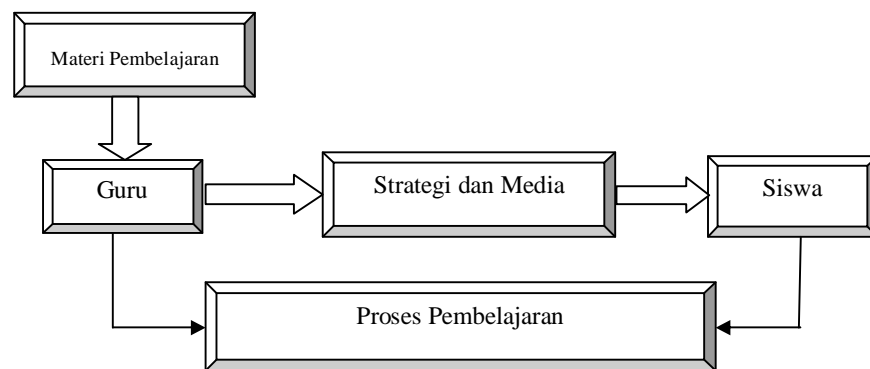 Materi Pembelajaran
Guru
Strategi dan Media
Siswa
Proses Pembelajaran